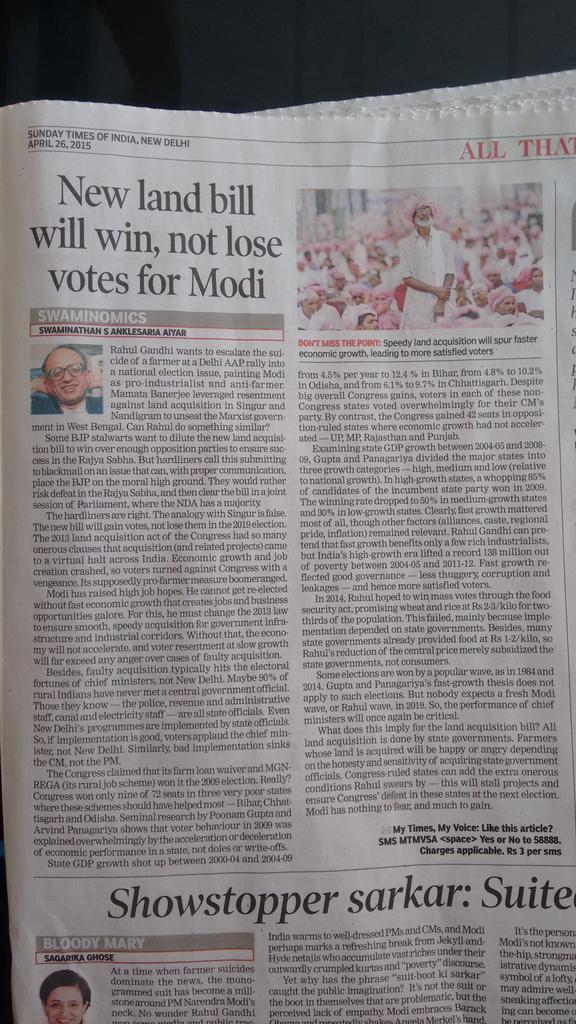 SUNDAY TIMES OF INDIA, NEW DELHI
APRIL 26, 2015
ALL THAT
New land bill
will win, not lose
votes for Modi
SWAMINOMICS
SWAMINATHAN S ANKLESARIA AIYAR
Rahul Gandhi wants to escalate the sui-
cide of a farmer at a Delhi AAP rally into
a national election issue, painting Modi
as pro-industrialist and anti-farmer.
Mamata Banerjee leveraged resentment
against land acquisition in Singur and
Nandigram to unseat the Marxist govern-
ment in West Bengal. Can Rahul do something similar?
Some BJP stalwarts want to dilute the new land acquisi-
tion bill to win over enough opposition parties to ensure suc-
cess in the Rajya Sabha. But hardliners call this submitting
to blackmail on an issue that can, with proper communication,
place the BJP on the moral high ground. They would rather
risk defeat in the Rajya Sabha, and then clear the bill in a joint
session of Parliament, where the NDA has a majority.
The hardliners are right. The analogy with Singur is false.
The new bill will gain votes, not lose them in the 2019 election.
The 2013 land acquisition act of the Congress had so many
onerous clauses that acquisition (and related projects) came
to a virtual halt across India. Economic growth and job
creation crashed, so voters turned against Congress with a
vengeance. Its supposedly pro-farmer measure boomeranged.
Modi has raised high job hopes. He cannot get re-elected
without fast economic growth that creates jobs and business
opportunities galore. For this, he must change the 2013 law
to ensure smooth, speedy acquisition for government infra-
structure and industrial corridors. Without that, the econo-
my will not accelerate, and voter resentment at slow growth
will far exceed any anger over cases of faulty acquisition.
Besides, faulty acquisition typically hits the electoral
fortunes of chief ministers, not New Delhi. Maybe 90% of
rural Indians have never met a central government official.
Those they know — the police, revenue and administrative
staff, canal and electricity staff — are all state officials. Even
New Delhi's programmes are implemented by state officials.
So, if implementation is good, voters applaud the chief min-
ister, not New Delhi. Similarly, bad implementation sinks
the CM, not the PM.
The Congress claimed that its farm loan waiver and MGN-
REGA (its rural job scheme) won it the 2009 election. Really?
Congress won only nine of 72 seats in three very poor states
where these schemes should have helped most — Bihar, Chhat-
tisgarh and Odisha. Seminal research by Poonam Gupta and
Arvind Panagariya shows that voter behaviour in 2009 was
explained overwhelmingly by the acceleration or deceleration
of economic performance in a state, not doles or write-offs.
State GDP growth shot up between 2000-04 and 2004-09
DON'T MISS THE POINT: Speedy land acquisition will spur faster
economic growth, leading to more satisfied voters
from 4.5% per year to 12.4 % in Bihar, from 4.8% to 10.2%
in Odisha, and from 6.1% to 9.7% in Chhattisgarh. Despite
big overall Congress gains, voters in each of these non-
Congress states voted overwhelmingly for their CM's
party. By contrast, the Congress gained 42 seats in opposi-
tion-ruled states where economic growth had not acceler-
ated — UP, MP, Rajasthan and Punjab.
Examining state GDP growth between 2004-05 and 2008-
09, Gupta and Panagariya divided the major states into
three growth categories — high, medium and low (relative
to national growth). In high-growth states, a whopping 85%
of candidates of the incumbent state party won in 2009.
The winning rate dropped to 50% in medium-growth states
and 30% in low-growth states. Clearly, fast growth mattered
most of all, though other factors (alliances, caste, regional
pride, inflation) remained relevant. Rahul Gandhi can pre-
tend that fast growth benefits only a few rich industrialists,
but India's high-growth era lifted a record 138 million out
of poverty between 2004-05 and 2011-12. Fast growth re-
flected good governance — less thuggery, corruption and
leakages — and hence more satisfied voters.
In 2014, Rahul hoped to win mass votes through the food
security act, promising wheat and rice at Rs 2-3/kilo for two-
thirds of the population. This failed, mainly because imple-
mentation depended on state governments. Besides, many
state governments already provided food at Rs 1-2/kilo, so
Rahul's reduction of the central price merely subsidized the
state governments, not consumers.
Some elections are won by a popular wave, as in 1984 and
2014. Gupta and Panagariya's fast-growth thesis does not
apply to such elections. But nobody expects a fresh Modi
wave, or Rahul wave, in 2019. So, the performance of chief
ministers will once again be critical.
What does this imply for the land acquisition bill? All
land acquisition is done by state governments. Farmers
whose land is acquired will be happy or angry depending
on the honesty and sensitivity of acquiring state government
officials. Congress-ruled states can add the extra onerous
conditions Rahul swears by — this will stall projects and
ensure Congress' defeat in these states at the next election.
Modi has nothing to fear, and much to gain.
My Times, My Voice: Like this article?
SMS MTMVSA <space> Yes or No to 58888.
Charges applicable. Rs 3 per sms
Showstopper sarkar: Suite
BLOODY MARY
SAGARIKA GHOSE
At a time when farmer suicides
dominate the news, the mono-
grammed suit has become a mill-
stone around PM Narendra Modi's
neck. No wonder Rahul Gandhi
India warms to well-dressed PMs and CMs, and Modi
perhaps marks a refreshing break from Jekyll-and-
Hyde netajis who accumulate vast riches under their
outwardly crumpled kurtas and "poverty" discourse.
Yet why has the phrase "suit-boot ki sarkar"
caught the public imagination? It's not the suit or
the boot in themselves that are problematic, but the
perceived lack of empathy. Modi embraces Barack
Obama and repeatedly shakes Angela Merkel's hand,
It's the person
Modi's not known
the-hip, strongma
istrative dynam
symbol of a lofty,
may admire well-
sneaking affectio
ing can become
be perceived as